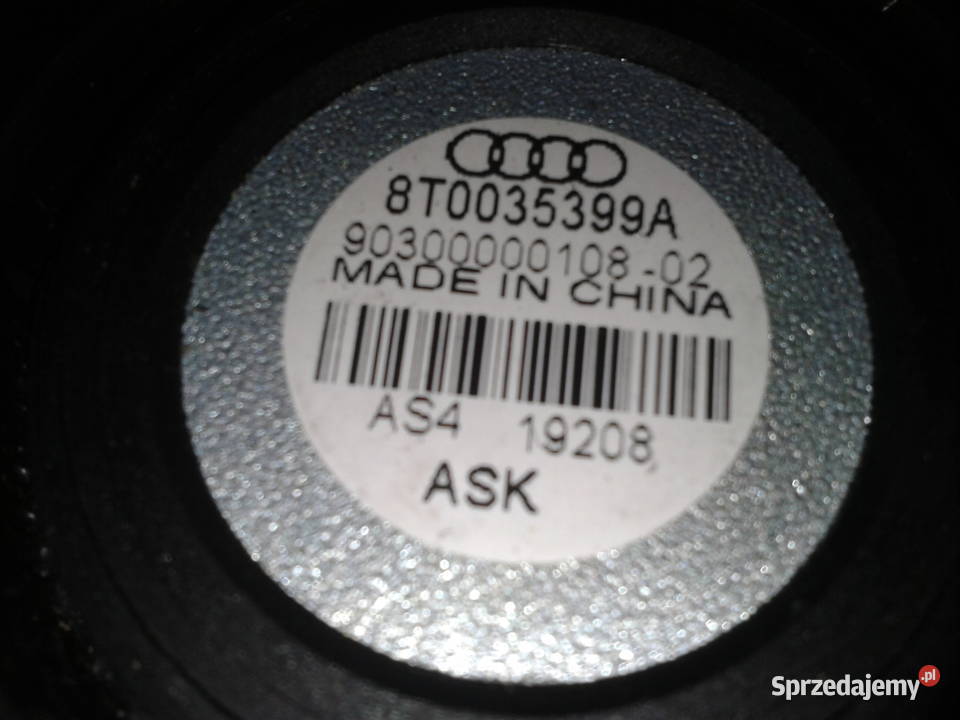 8T0035399A
90300000108-02
MADE IN CHINA
AS4 19208
ASK
Sprzedajemy.pl